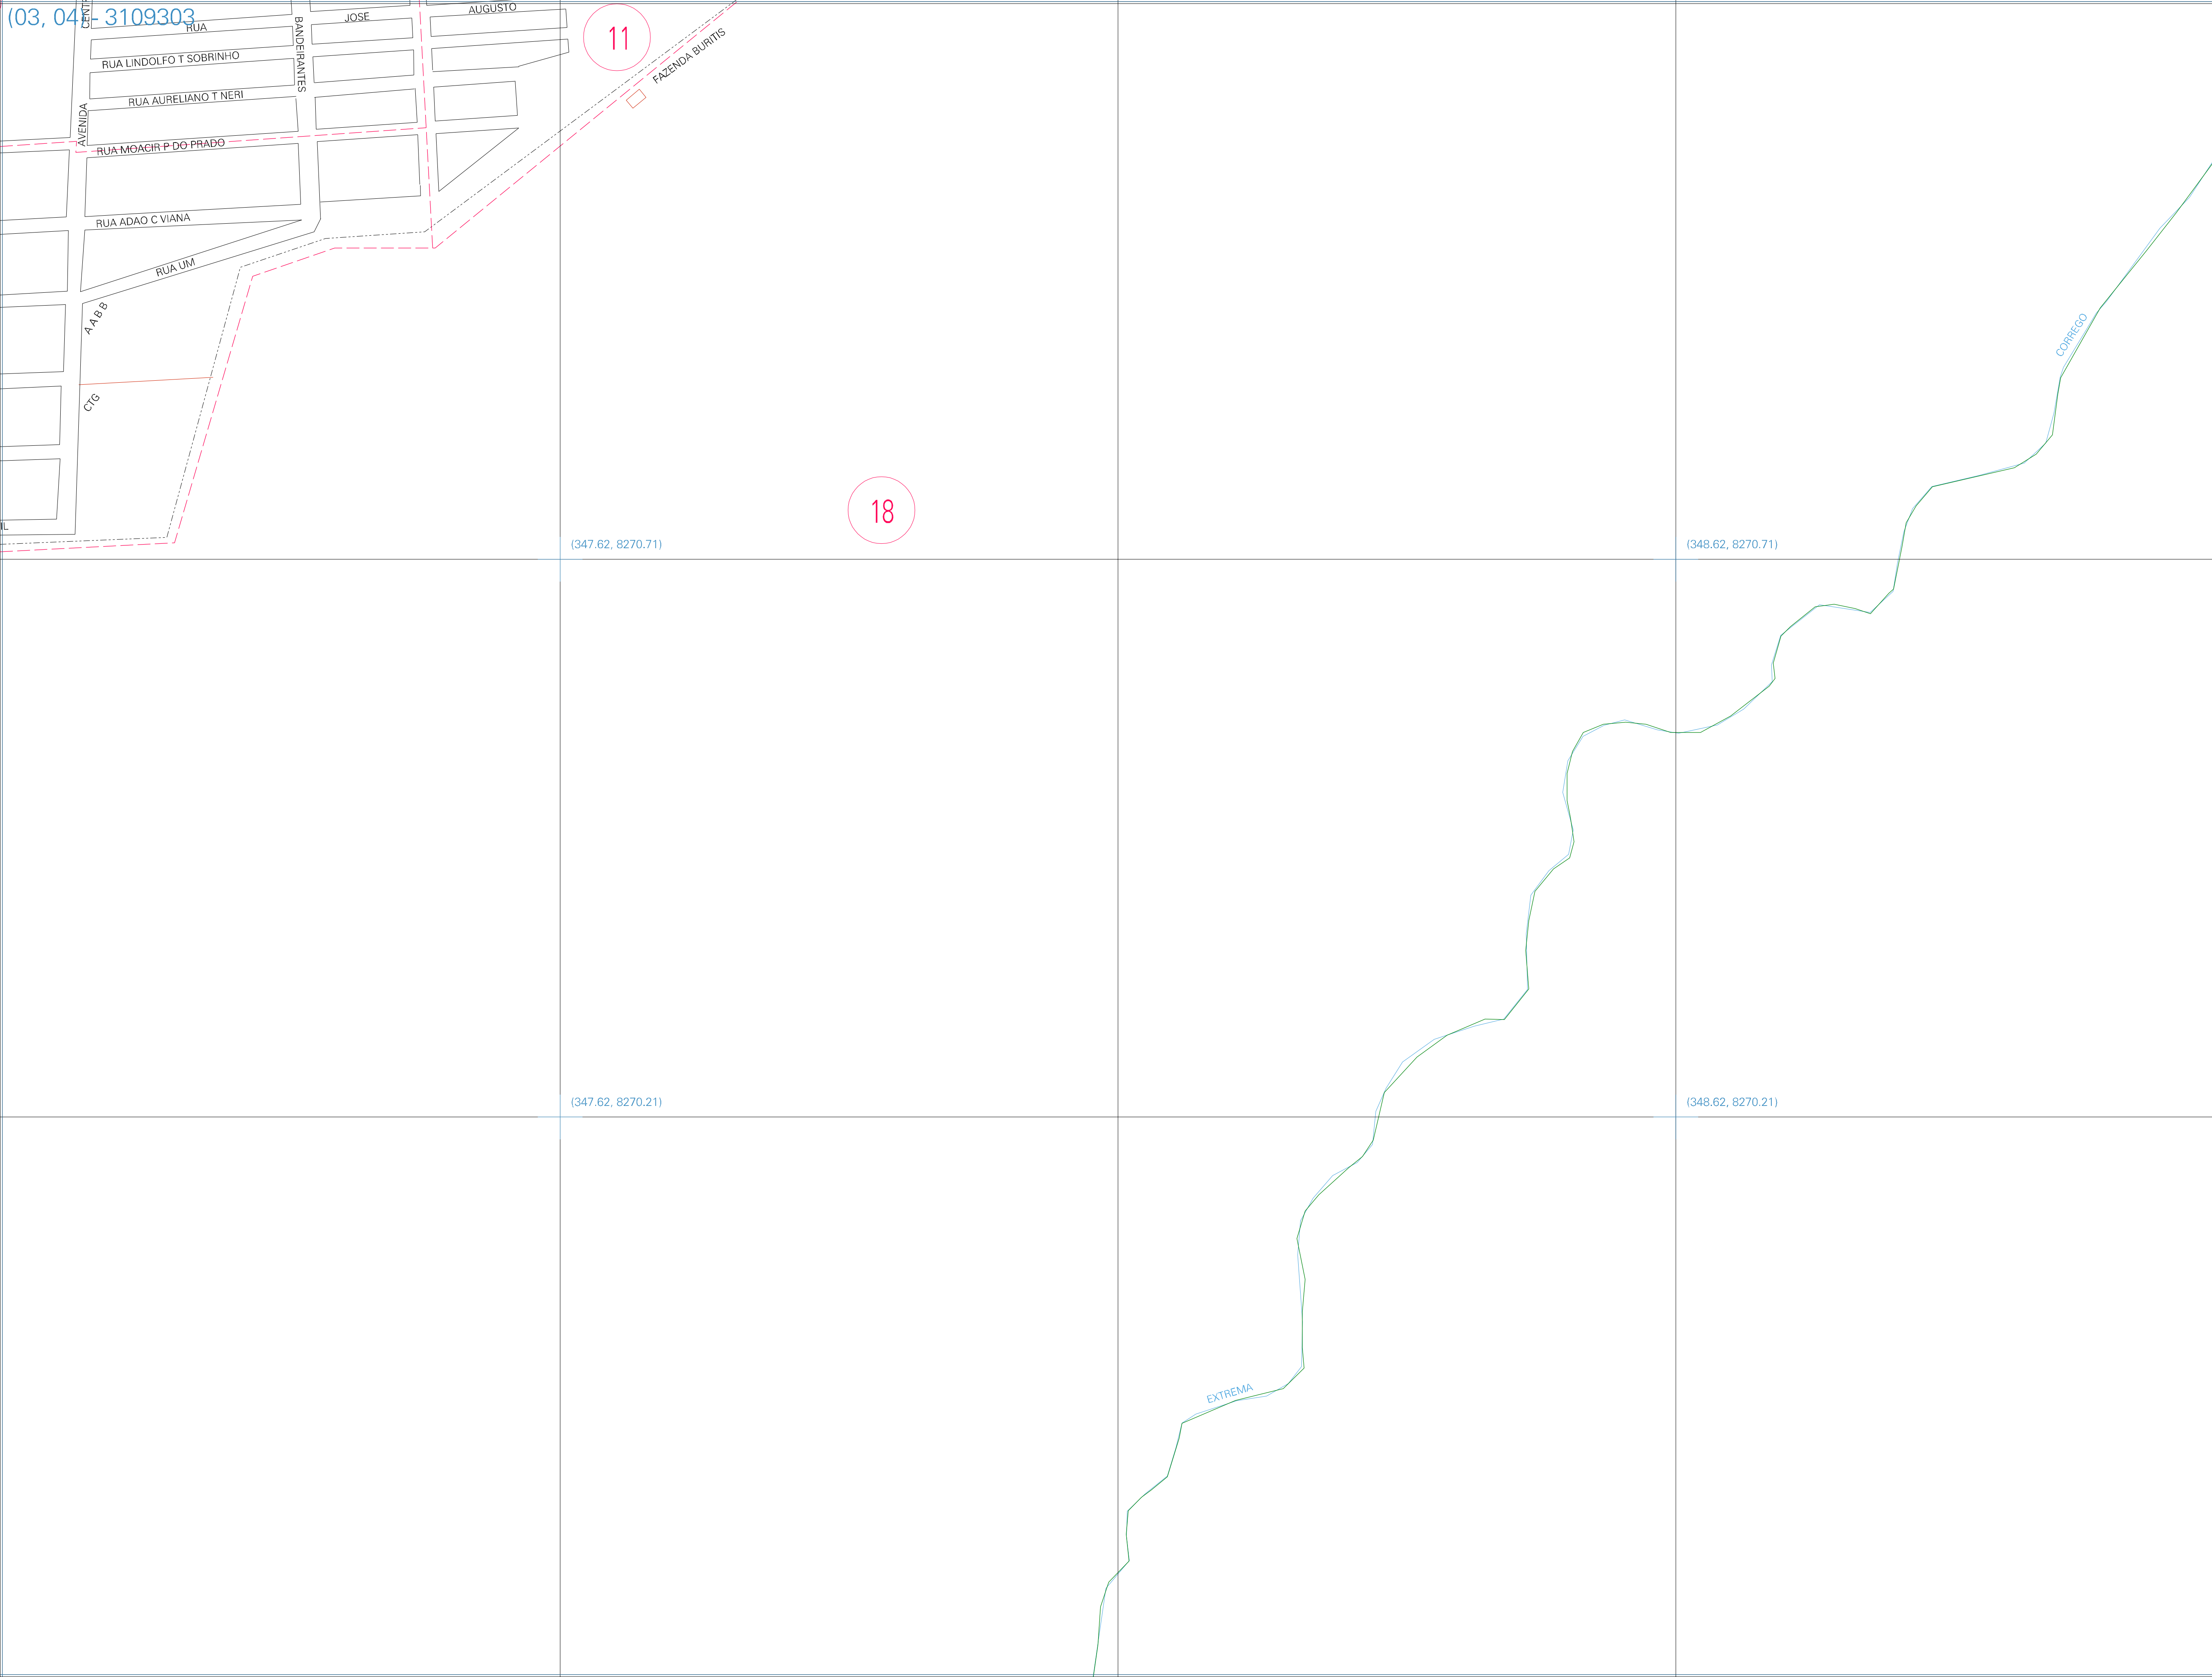 (03, 04) - 3109303
RUA
JOSE
AUGUSTO
11
FAZENDA BURITIS
BANDEIRANTES
RUA LINDOLFO T SOBRINHO
RUA AURELIANO T NERI
AVENIDA
RUA MOACIR P DO PRADO
RUA ADAO C VIANA
RUA UM
A A B B
CTG
CORREGO
18
(347.62, 8270.71)
(348.62, 8270.71)
(347.62, 8270.21)
(348.62, 8270.21)
EXTREMA